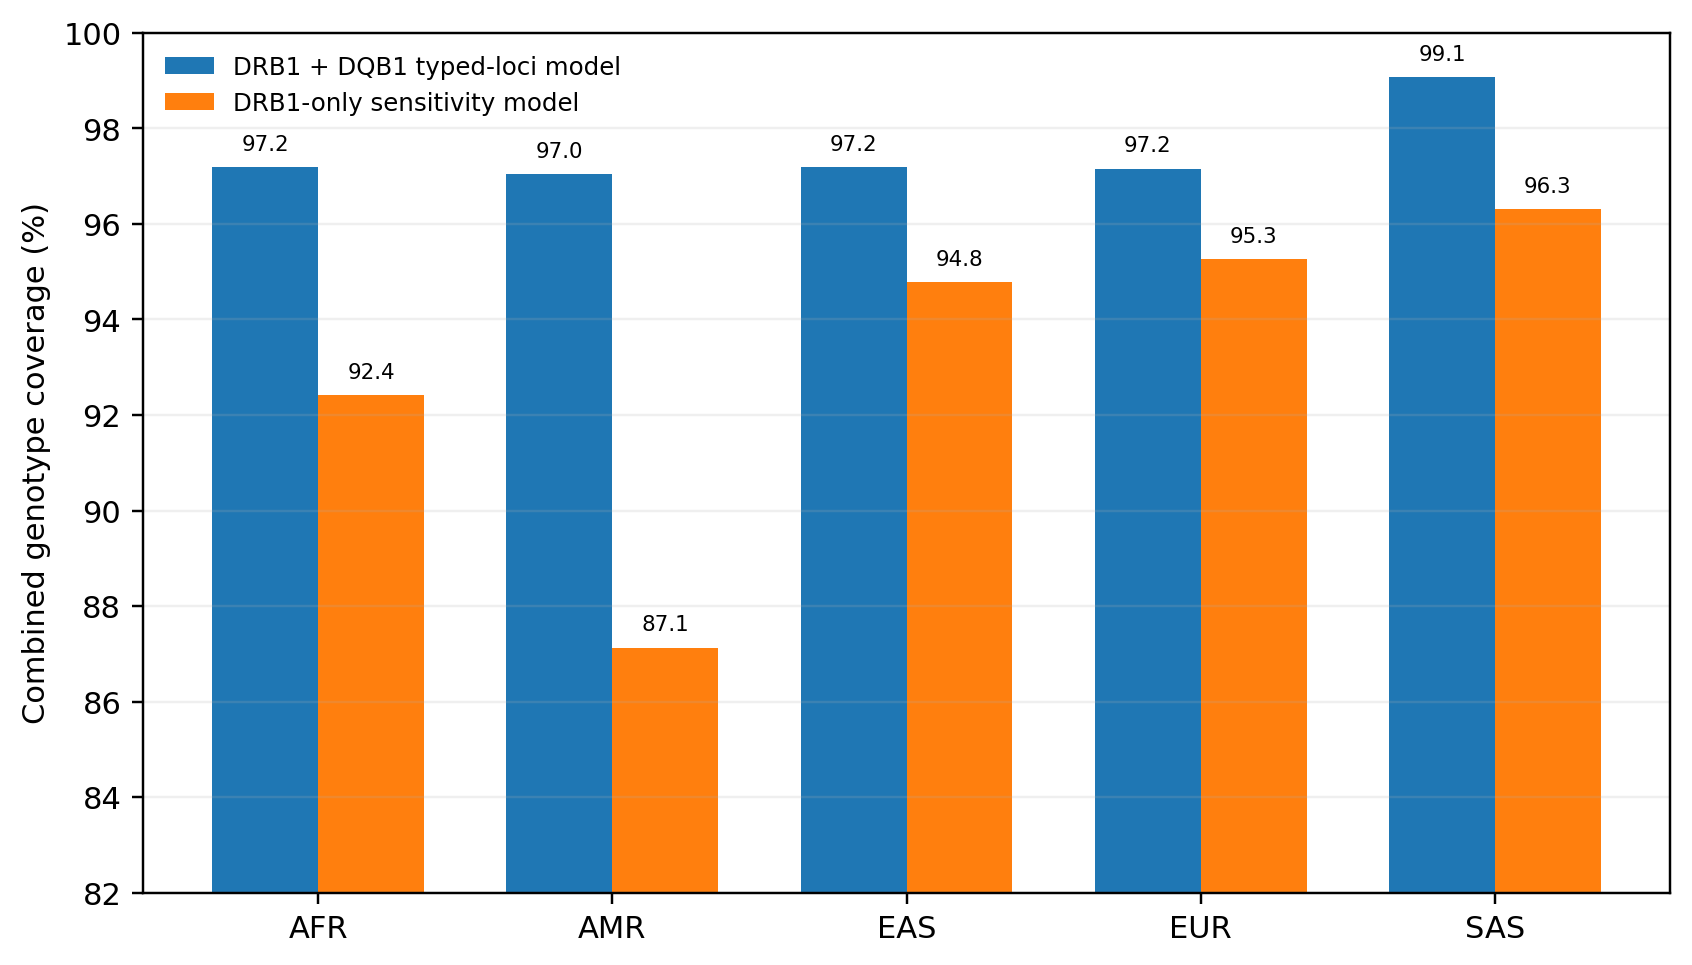 Combined genotype coverage (%)
100
98
96
94
92
90
88
86
84
82
DRB1 + DQB1 typed-loci model
DRB1-only sensitivity model
97.2
92.4
97.0
87.1
97.2
94.8
97.2
95.3
99.1
96.3
AFR
AMR
EAS
EUR
SAS